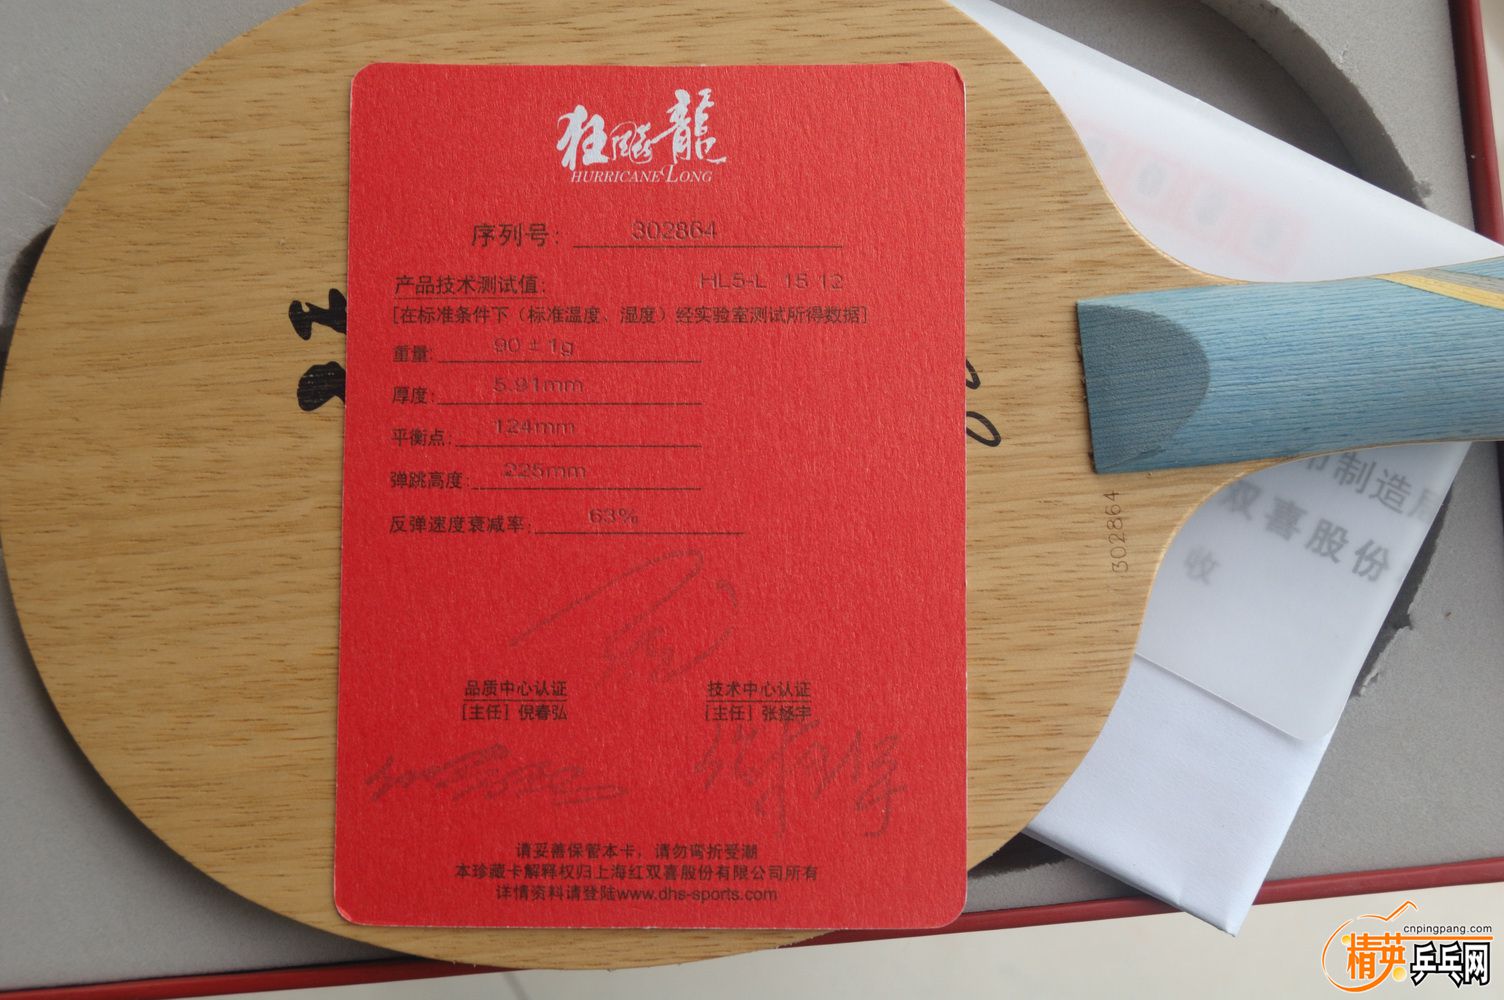 狂飚龍
HURRICANE LONG
序列号: 302864
产品技术测试值: HL5-L 15 12
[在标准条件下（标准温度、湿度）经实验室测试所得数据]
重量: 90 ± 1g
厚度: 5.91mm
平衡点: 124mm
弹跳高度: 225mm
反弹速度衰减率: 63%
品质中心认证 技术中心认证
[主任] 倪春弘 [主任] 张拯宇
请妥善保管本卡，请勿弯折受潮
本珍藏卡解释权归上海红双喜股份有限公司所有
详情资料请登陆www.dhs-sports.com
302864
制造
双喜股份
收
cnpingpang.com
精英乒乓网